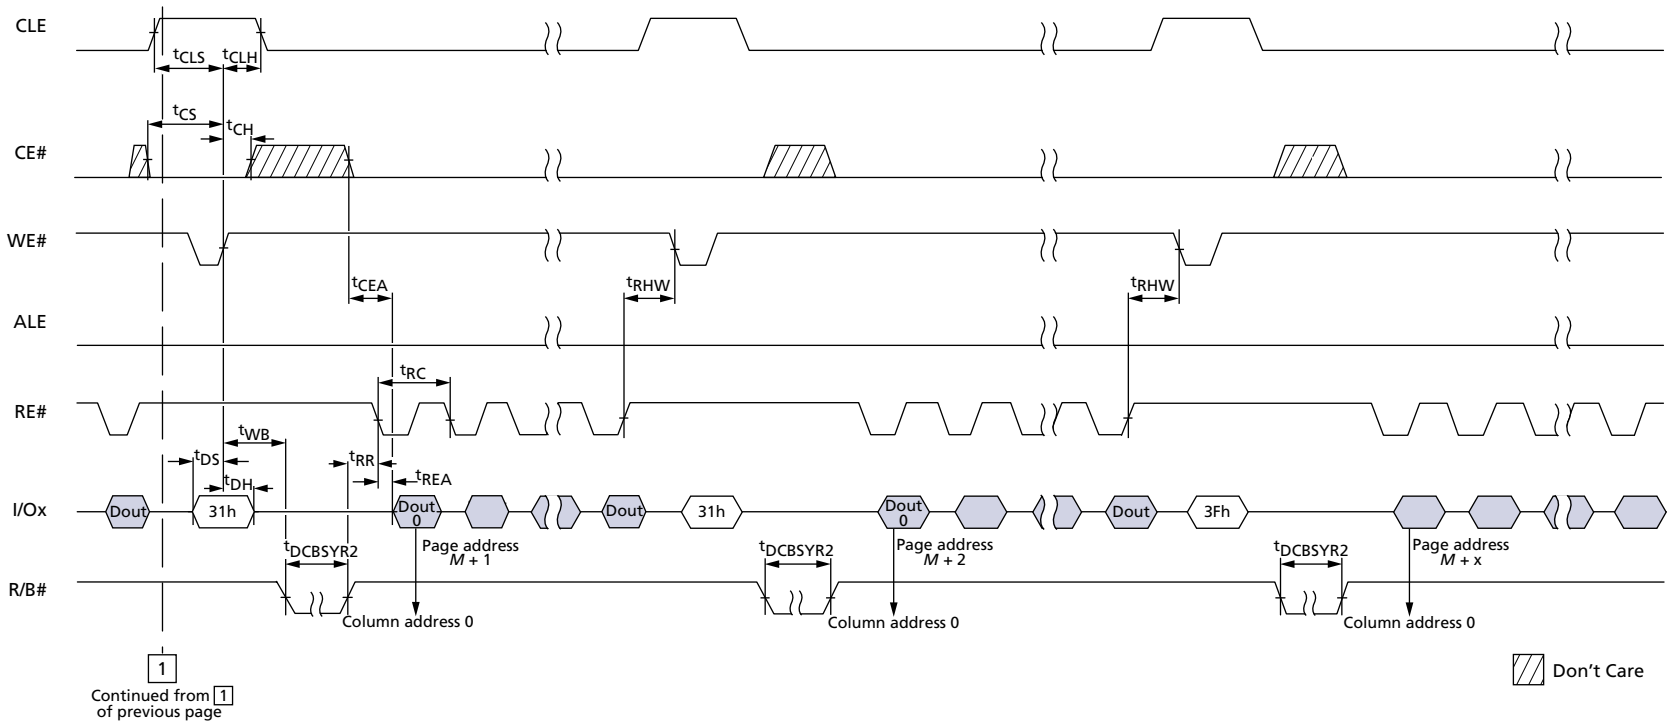 CLE
tCLS tCLH
tCS
tCH
CE#
WE#
tCEA tRHW tRHW
ALE
tRC
RE#
tWB
tDS tRR
tDH tREA
I/Ox Dout 31h Dout 0 Dout 31h Dout 0 Dout 3Fh
tDCBSYR2 Page address M + 1 tDCBSYR2 Page address M + 2 tDCBSYR2 Page address M + x
R/B#
Column address 0 Column address 0 Column address 0
1
Continued from 1
of previous page
Don't Care